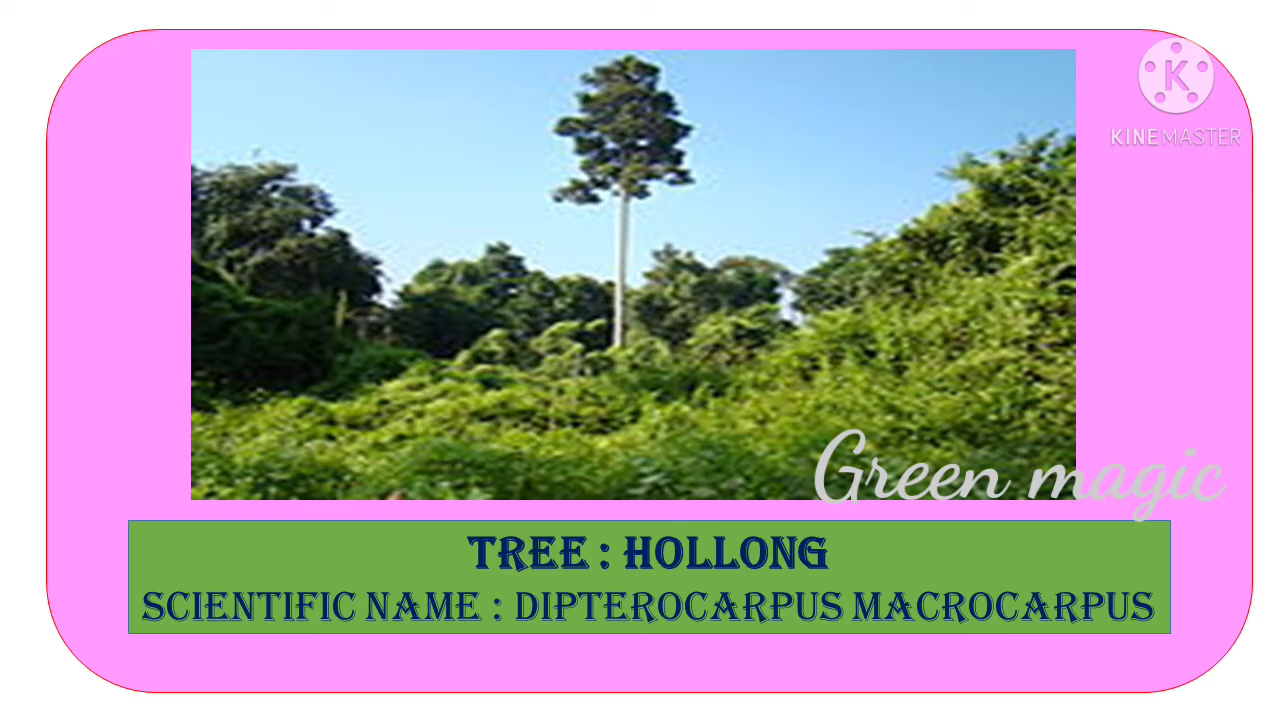 KINEMASTER
Green magic
TREE : HOLLONG
SCIENTIFIC NAME : DIPTEROCARPUS MACROCARPUS